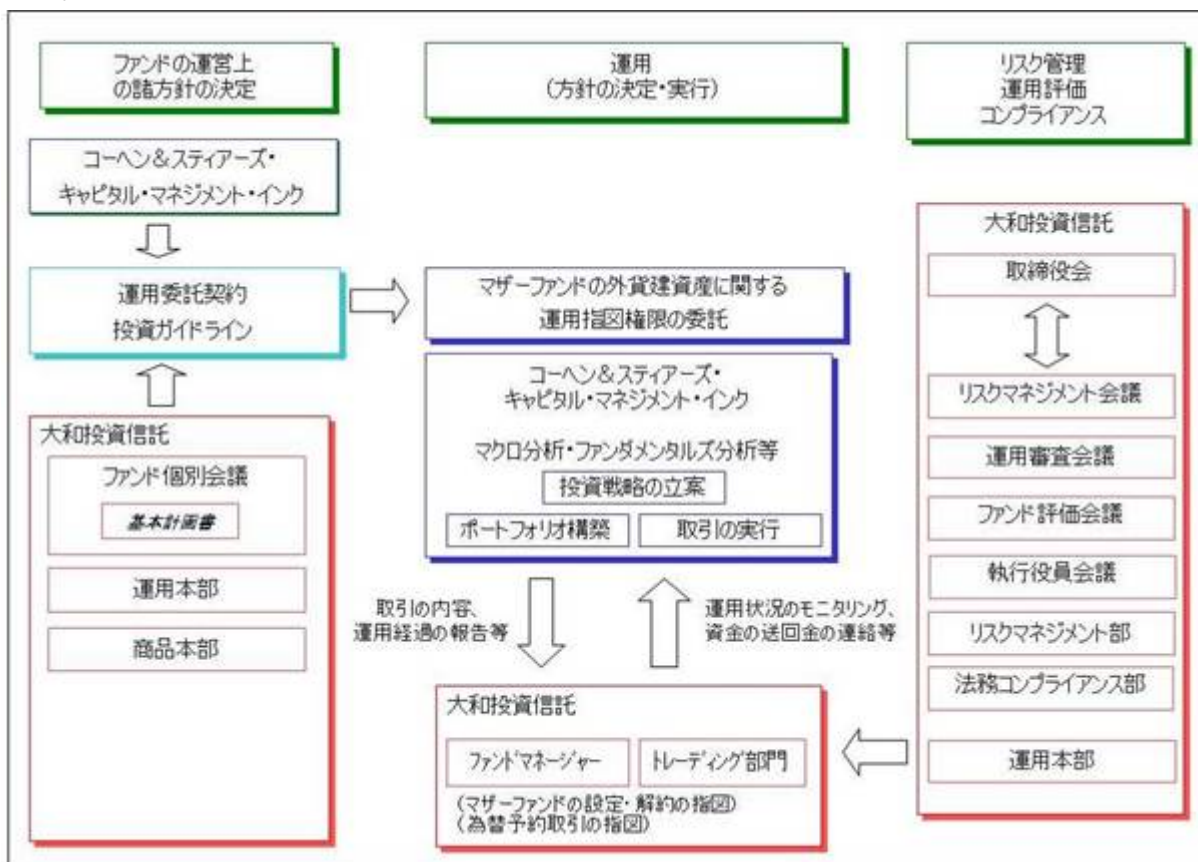 ファンドの運営上
の諸方針の決定
運用
(方針の決定・実行)
リスク管理
運用評価
コンプライアンス
コーヘン&スティアーズ・
キャピタル・マネジメント・インク
運用委託契約
投資ガイドライン
大和投資信託
ファンド個別会議
基本計画書
運用本部
商品本部
マザーファンドの外貨建資産に関する
運用指図権限の委託
コーヘン&スティアーズ・
キャピタル・マネジメント・インク
マクロ分析・ファンダメンタルズ分析等
投資戦略の立案
ポートフォリオ構築
取引の実行
取引の内容、
運用経過の報告等
運用状況のモニタリング、
資金の送回金の連絡等
大和投資信託
ファンドマネージャー
トレーディング部門
(マザーファンドの設定・解約の指図)
(為替予約取引の指図)
大和投資信託
取締役会
リスクマネジメント会議
運用審査会議
ファンド評価会議
執行役員会議
リスクマネジメント部
法務コンプライアンス部
運用本部